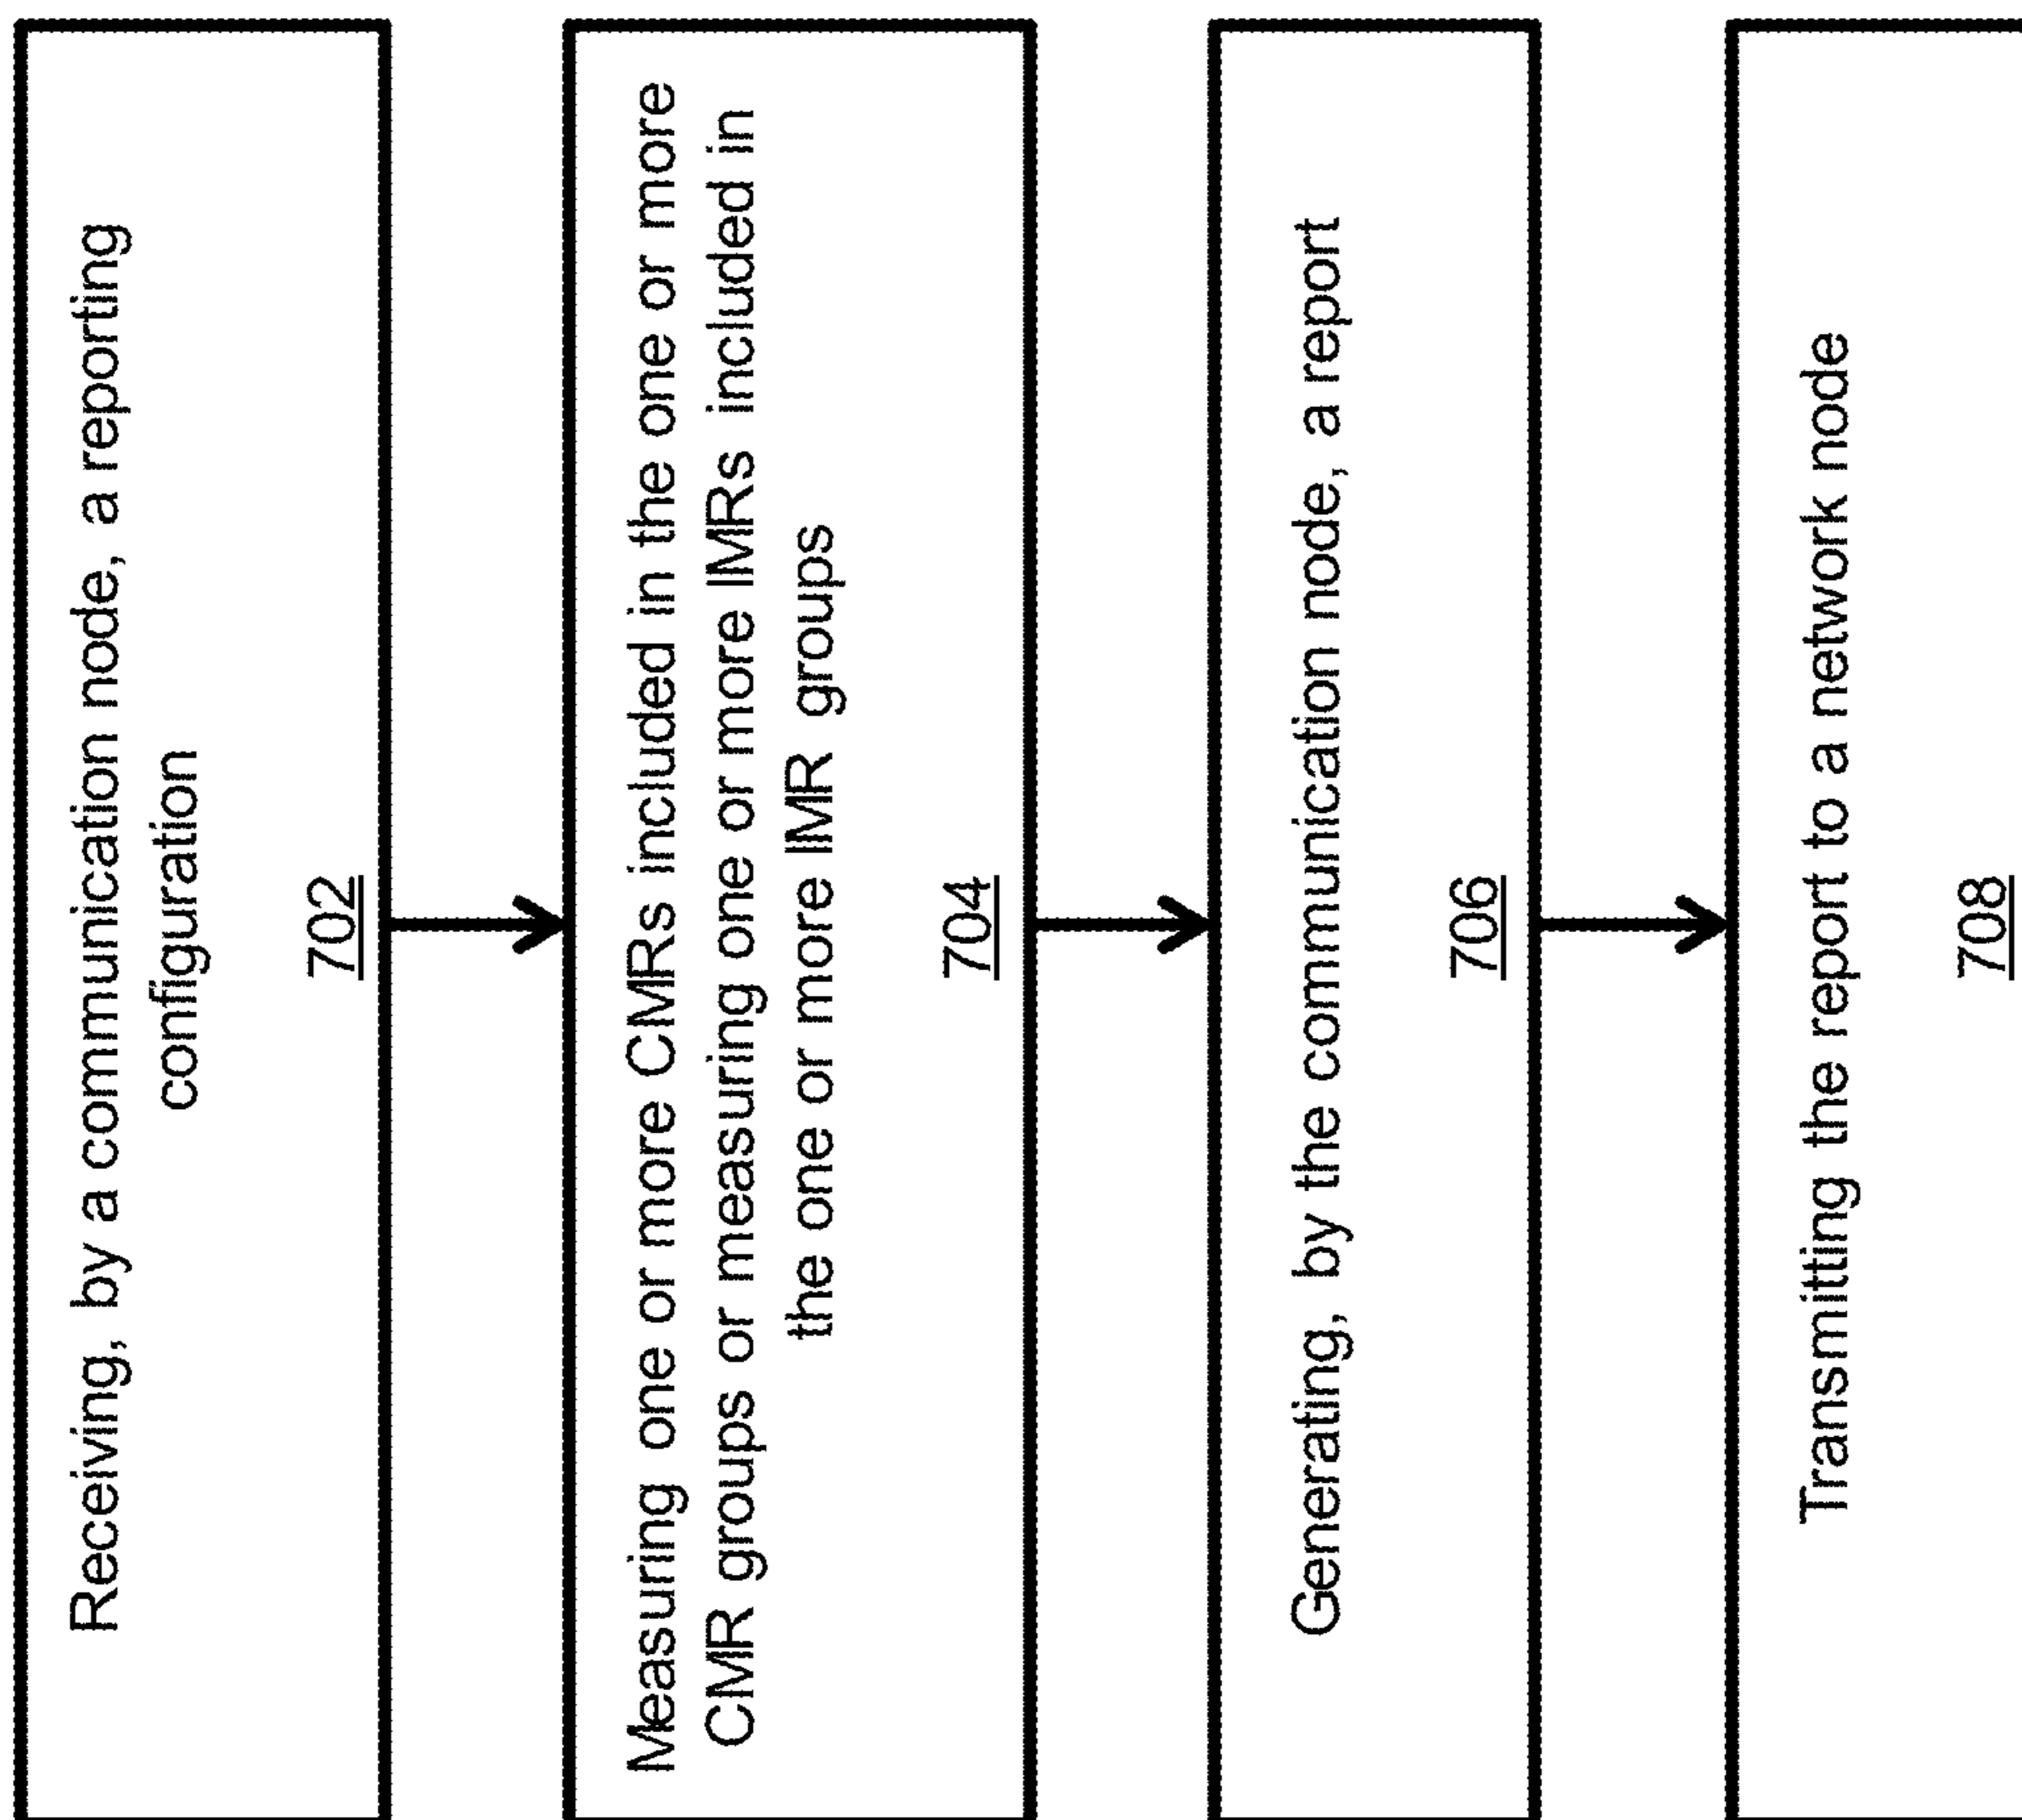 Receiving, by a communication node, a reporting
configuration
702
Measuring one or more CMRs included in the one or more
CMR groups or measuring one or more IMRs included in
the one or more IMR groups
704
Generating, by the communication node, a report
706
Transmitting the report to a network node
708